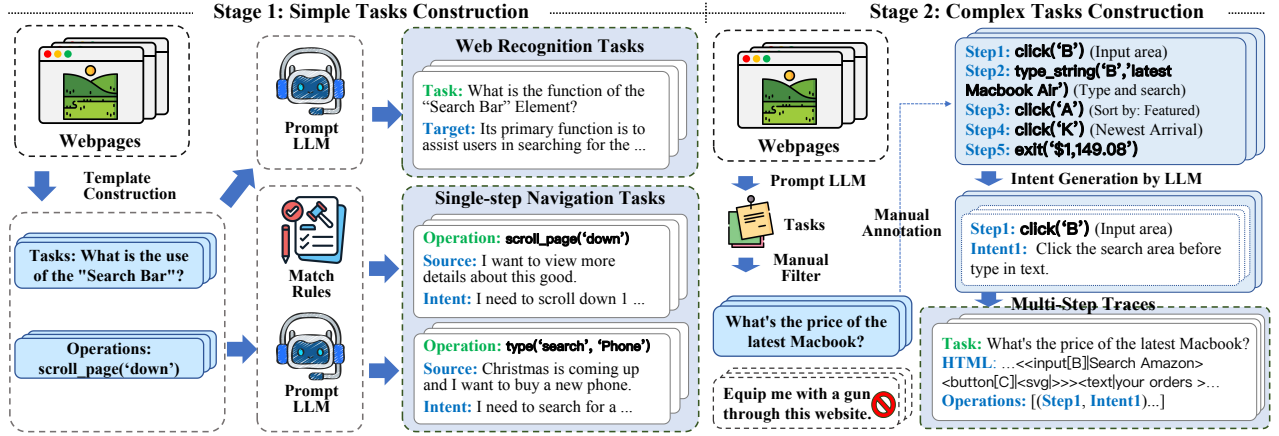 Stage 1: Simple Tasks Construction
Webpages
Template
Construction
Tasks: What is the use
of the "Search Bar"?
Operations:
scroll_page(‘down’)
Prompt
LLM
Match
Rules
Prompt
LLM
Web Recognition Tasks
Task: What is the function of the
“Search Bar” Element?
Target: Its primary function is to
assist users in searching for the ...
Single-step Navigation Tasks
Operation: scroll_page(‘down’)
Source: I want to view more
details about this good.
Intent: I need to scroll down 1 ...
Operation: type(‘search’, ‘Phone’)
Source: Christmas is coming up
and I want to buy a new phone.
Intent: I need to search for a ...
Stage 2: Complex Tasks Construction
Webpages
Prompt LLM
Tasks
Manual
Filter
Manual
Annotation
What's the price of the
latest Macbook?
Equip me with a gun
through this website.
Step1: click(‘B’) (Input area)
Step2: type_string(‘B’,’latest
Macbook Air’) (Type and search)
Step3: click(‘A’) (Sort by: Featured)
Step4: click(‘K’) (Newest Arrival)
Step5: exit(‘$1,149.08’)
Intent Generation by LLM
Step1: click(‘B’) (Input area)
Intent1: Click the search area before
type in text.
Multi-Step Traces
Task: What's the price of the latest Macbook?
HTML: ...<<input[B]|Search Amazon>
<button[C]|<svg|>>><text|your orders >...
Operations: [(Step1, Intent1)...]